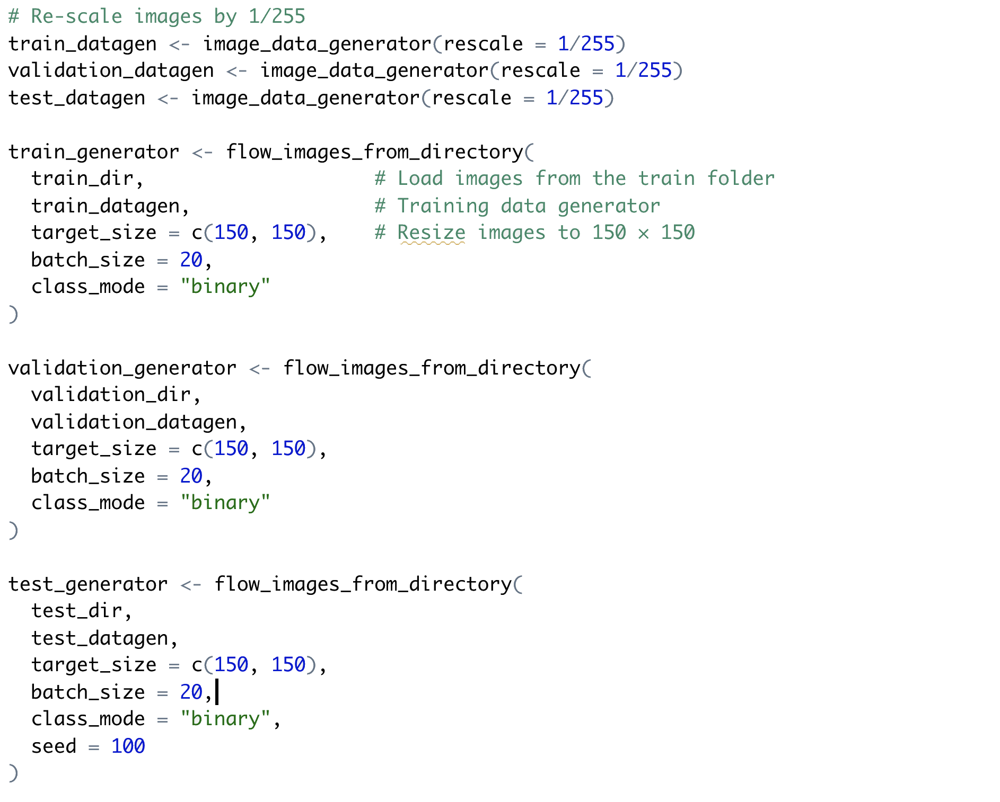 # Re-scale images by 1/255
train_datagen <- image_data_generator(rescale = 1/255)
validation_datagen <- image_data_generator(rescale = 1/255)
test_datagen <- image_data_generator(rescale = 1/255)

train_generator <- flow_images_from_directory(
  train_dir,                    # Load images from the train folder
  train_datagen,                # Training data generator
  target_size = c(150, 150),    # Resize images to 150 × 150
  batch_size = 20,
  class_mode = "binary"
)

validation_generator <- flow_images_from_directory(
  validation_dir,
  validation_datagen,
  target_size = c(150, 150),
  batch_size = 20,
  class_mode = "binary"
)

test_generator <- flow_images_from_directory(
  test_dir,
  test_datagen,
  target_size = c(150, 150),
  batch_size = 20,
  class_mode = "binary",
  seed = 100
)